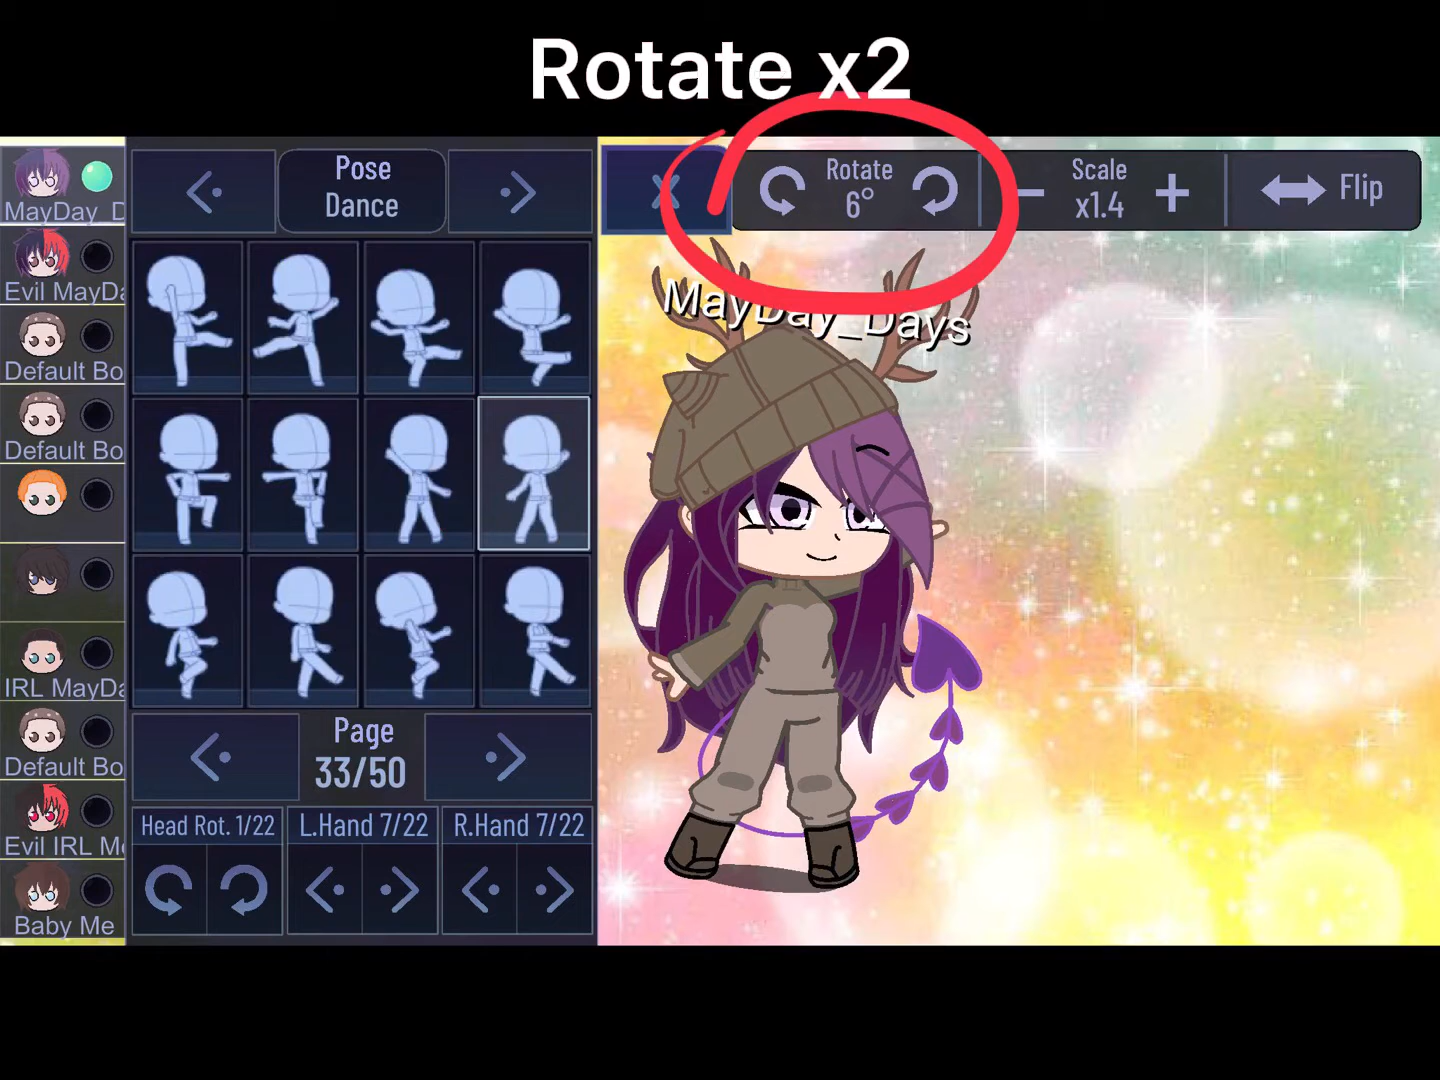 Rotate x2
MayDay_D
Evil MayDa
Default Bo
Default Bo
IRL MayDa
Default Bo
Evil IRL Me
Baby Me
Pose
Dance
Page
33/50
Head Rot. 1/22
L.Hand 7/22
R.Hand 7/22
X
Rotate
6°
Scale
x1.4
Flip
MayDay_Days